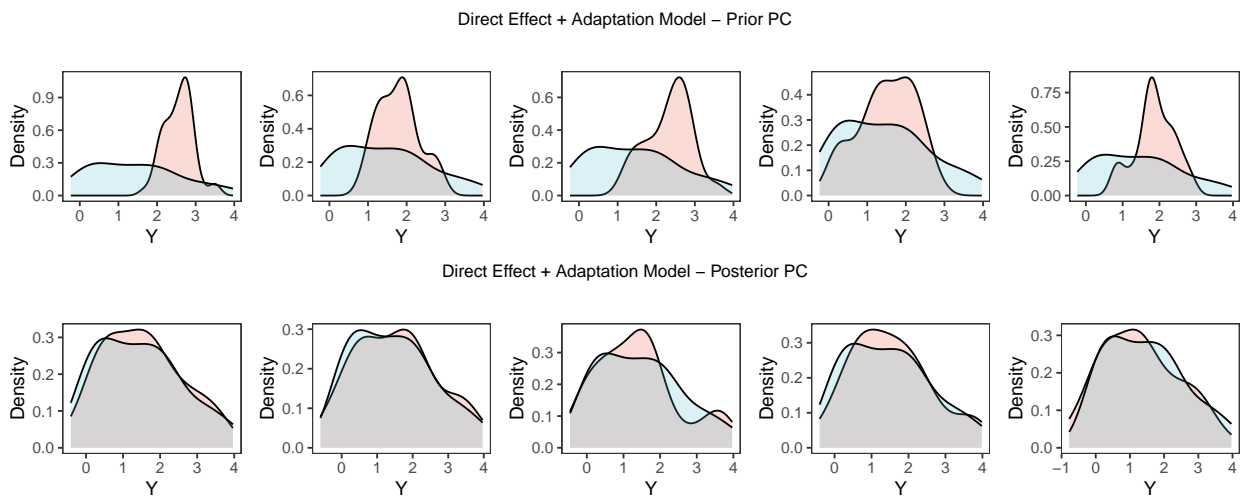 Direct Effect + Adaptation Model – Prior PC
Density
0.9
0.6
0.3
0.0
0 1 2 3 4
Y
Density
0.6
0.4
0.2
0.0
0 1 2 3 4
Y
Density
0.6
0.4
0.2
0.0
0 1 2 3 4
Y
Density
0.4
0.3
0.2
0.1
0.0
0 1 2 3 4
Y
Density
0.75
0.50
0.25
0.00
0 1 2 3 4
Y
Direct Effect + Adaptation Model – Posterior PC
Density
0.3
0.2
0.1
0.0
0 1 2 3 4
Y
Density
0.3
0.2
0.1
0.0
0 1 2 3 4
Y
Density
0.3
0.2
0.1
0.0
0 1 2 3 4
Y
Density
0.3
0.2
0.1
0.0
0 1 2 3 4
Y
Density
0.3
0.2
0.1
0.0
−1 0 1 2 3 4
Y